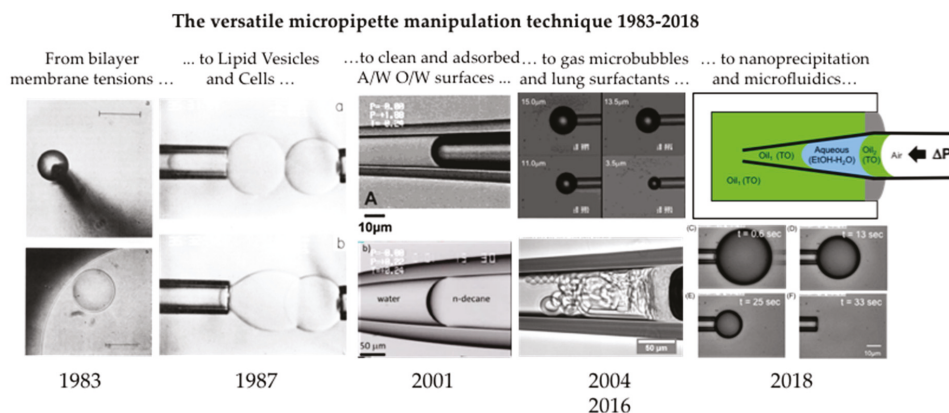 The versatile micropipette manipulation technique 1983-2018
From bilayer
membrane tensions …
... to Lipid Vesicles
and Cells …
…to clean and adsorbed
A/W O/W surfaces ...
… to gas microbubbles
and lung surfactants …
… to nanoprecipitation
and microfluidics…
a
a
b
P=-0.00
A
10μm
b)
water
n-decane
50 μm
15.0μm
13.5μm
11.0μm
3.5μm
50 μm
Oil₁ (TO)
Aqueous
(EtOH-H₂O)
Oil₂
(TO)
Air
ΔP
Oil₁ (TO)
(C)
t = 0.6 sec
(D)
t = 13 sec
(E)
t = 25 sec
(F)
t = 33 sec
10μm
1983
1987
2001
2004
2016
2018